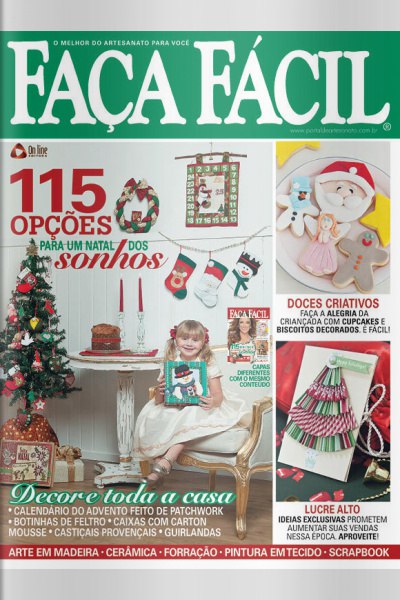 O MELHOR DO ARTESANATO PARA VOCÊ
FAÇA FÁCIL
®
www.portaldeartesanato.com.br
On line
EDITORA
115
OPÇÕES
PARA UM NATAL DOS
sonhos
FAÇA FÁCIL
115
CAPAS
DIFERENTES
COM O MESMO
CONTEÚDO
DOCES CRIATIVOS
FAÇA A ALEGRIA DA
CRIANÇADA COM CUPCAKES E
BISCOITOS DECORADOS. É FÁCIL!
LUCRE ALTO
IDEIAS EXCLUSIVAS PROMETEM
AUMENTAR SUAS VENDAS
NESSA ÉPOCA. APROVEITE!
Decore toda a casa
• CALENDÁRIO DO ADVENTO FEITO DE PATCHWORK
• BOTINHAS DE FELTRO • CAIXAS COM CARTON
MOUSSE • CASTIÇAIS PROVENÇAIS • GUIRLANDAS
ARTE EM MADEIRA • CERÂMICA • FORRAÇÃO • PINTURA EM TECIDO • SCRAPBOOK